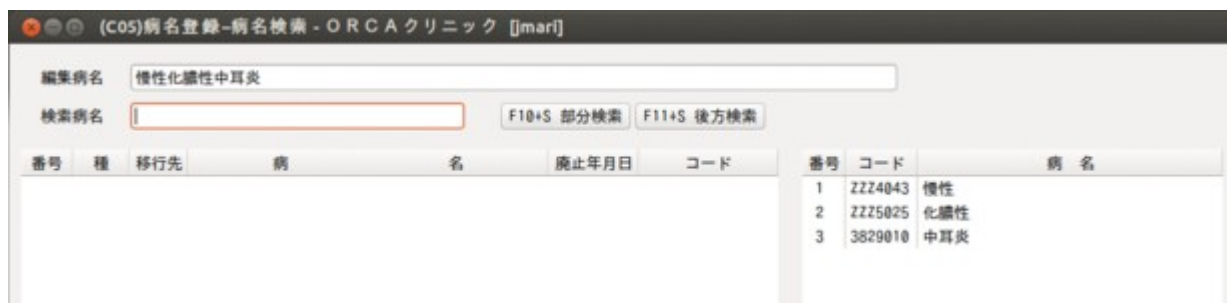 (C05)病名登録-病名検索 - ORCAクリニック [jmari]
編集病名 慢性化膿性中耳炎
検索病名 F10+S 部分検索 F11+S 後方検索
番号 種 移行先 病 名 廃止年月日 コード
番号 コード 病 名
1 ZZZ4043 慢性
2 ZZZ5025 化膿性
3 3829010 中耳炎